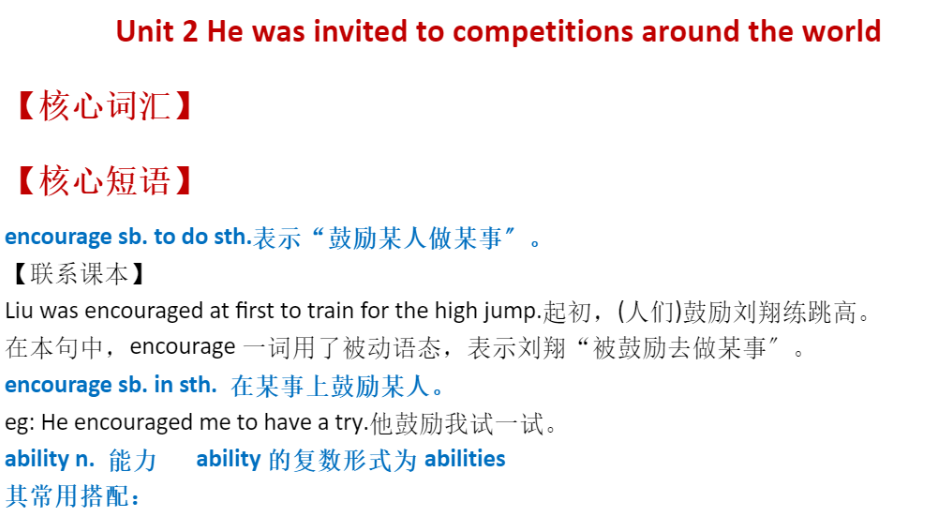 Unit 2 He was invited to competitions around the world
【核心词汇】
【核心短语】
encourage sb. to do sth.表示“鼓励某人做某事”。
【联系课本】
Liu was encouraged at first to train for the high jump.起初，(人们)鼓励刘翔练跳高。
在本句中，encourage 一词用了被动语态，表示刘翔“被鼓励去做某事”。
encourage sb. in sth. 在某事上鼓励某人。
eg: He encouraged me to have a try.他鼓励我试一试。
ability n. 能力 ability 的复数形式为 abilities
其常用搭配：